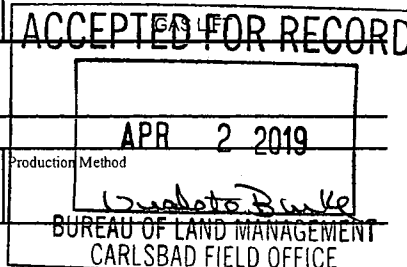 ACCEPTED FOR RECORD
GAS LIFT
APR 2 2019
Production Method
BUREAU OF LAND MANAGEMENT
CARLSBAD FIELD OFFICE